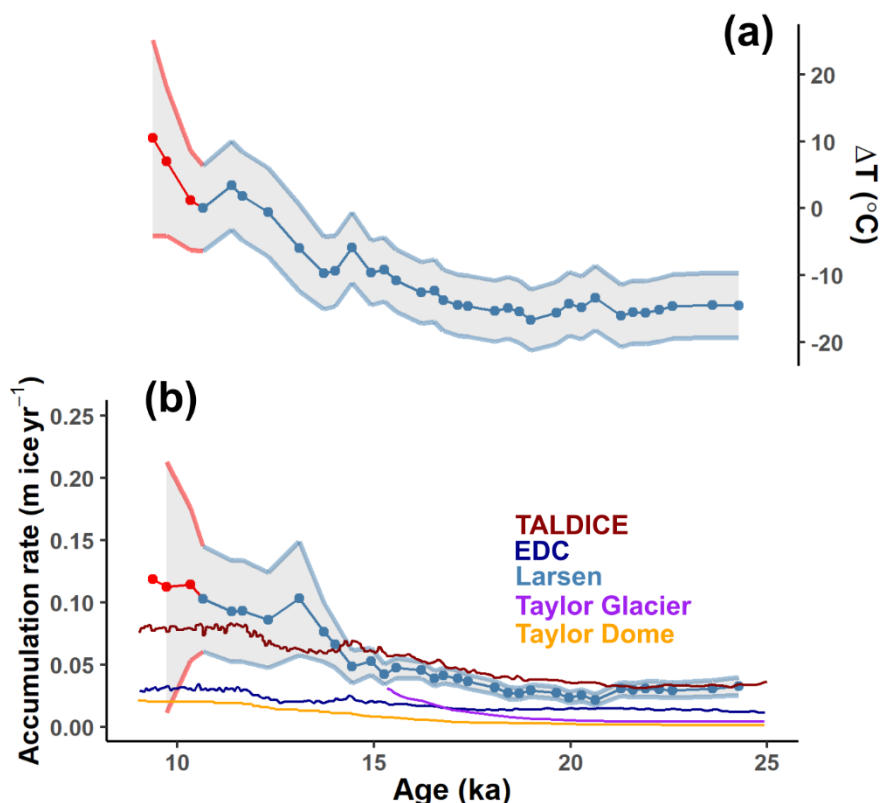 (a)
20
10
0
-10
-20
ΔT (°C)
(b)
0.25
0.20
0.15
0.10
0.05
0.00
Accumulation rate (m ice yr⁻¹)
TALDICE
EDC
Larsen
Taylor Glacier
Taylor Dome
10 15 20 25
Age (ka)